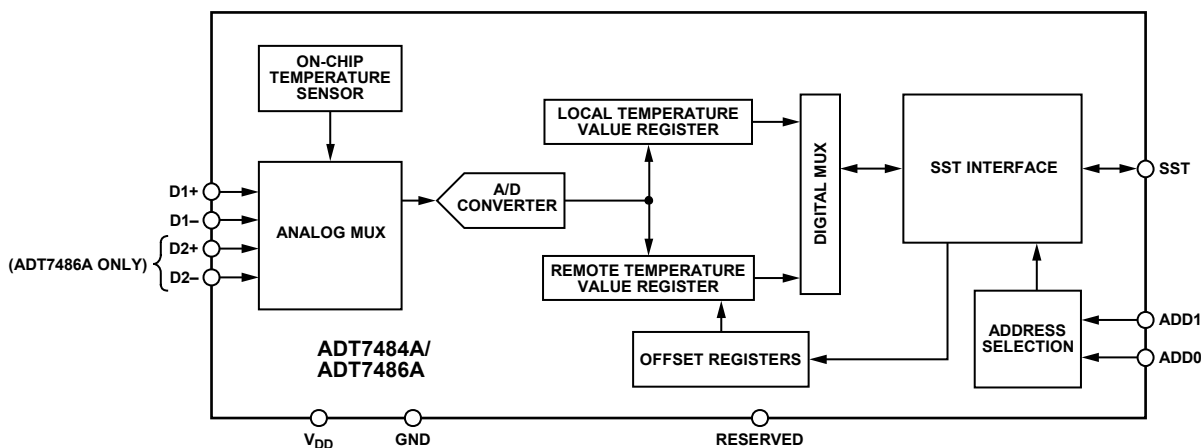 ON-CHIP
TEMPERATURE
SENSOR
LOCAL TEMPERATURE
VALUE REGISTER
DIGITAL MUX
SST INTERFACE
SST
D1+
D1–
D2+
D2–
(ADT7486A ONLY)
ANALOG MUX
A/D
CONVERTER
REMOTE TEMPERATURE
VALUE REGISTER
OFFSET REGISTERS
ADDRESS
SELECTION
ADD1
ADD0
ADT7484A/
ADT7486A
VDD
GND
RESERVED